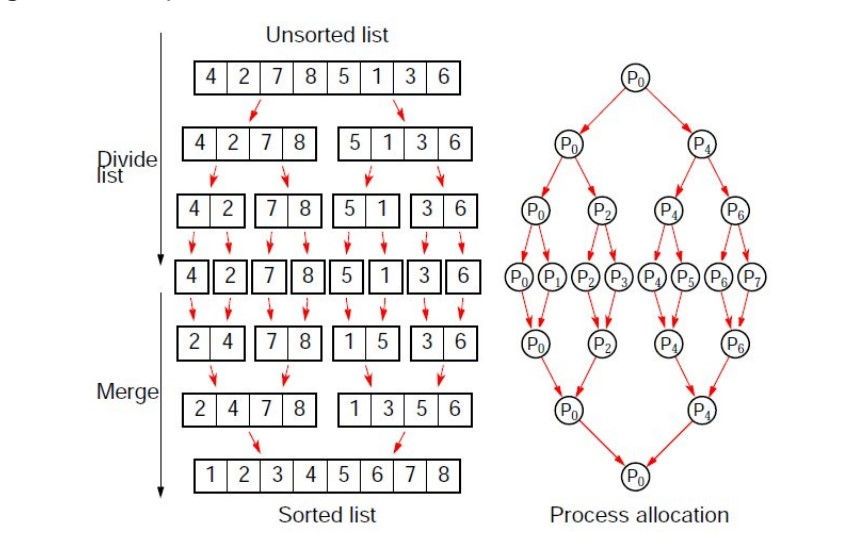 Unsorted list
4 2 7 8 5 1 3 6
P0
4 2 7 8 5 1 3 6
P0 P4
Divide
list
4 2 7 8 5 1 3 6
P0 P2 P4 P6
4 2 7 8 5 1 3 6
P0 P1 P2 P3 P4 P5 P6 P7
2 4 7 8 1 5 3 6
P0 P2 P4 P6
Merge
2 4 7 8 1 3 5 6
P0 P4
1 2 3 4 5 6 7 8
P0
Sorted list
Process allocation